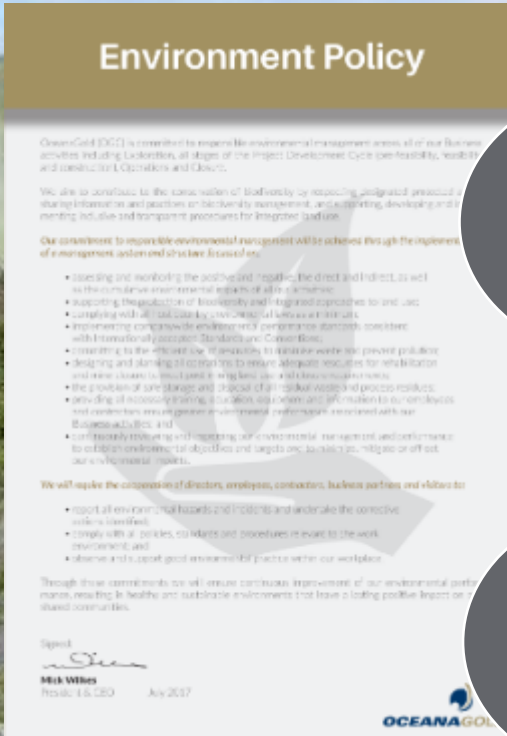 Environment Policy
OceanaGold (OGC) is committed to responsible environmental management across all of our Business
activities including Exploration, all stages of the Project Development Cycle (pre-feasibility, feasibility
and construction), Operations and Closure.
We aim to contribute to the conservation of biodiversity by respecting designated protected
sharing information and practices on biodiversity management, and supporting, developing and
menting inclusive and transparent procedures for integrated land use.
Our commitment to responsible environmental management will be achieved through the
of a management system and structure focussed on:
• assessing and monitoring the positive and negative, the direct and indirect, as well
as the cumulative environmental impacts of all our activities;
• supporting the protection of biodiversity and integrated approaches to land use;
• complying with all host country environmental laws as a minimum;
• implementing companywide environmental performance standards consistent
with Internationally accepted Standards and Conventions;
• committing to the efficient use of resources to minimise waste and prevent pollution;
• designing and planning all operations to ensure adequate resources for rehabilitation
and mine closure to meet post mining land use and closure requirements;
• the provision of safe storage and disposal of all residual waste and process residues;
• providing all necessary training, education, equipment and information to our employees
and contractors ensure greater environmental performance associated with our
Business activities; and
• continuously reviewing and improving our environmental management and performance
to establish environmental objectives and targets and to minimise, mitigate or offset
our environmental impacts.
We will require the cooperation of directors, employees, contractors, business partners and visitors to:
• report all environmental hazards and incidents and undertake the corrective
actions identified;
• comply with all policies, standards and procedures relevant to the work
environment; and
• observe and support good environmental practice within our workplace
Through these commitments we will ensure continuous improvement of our environmental perfor-
mance, resulting in healthy and sustainable environments that leave a lasting positive impact on
shared communities.
Signed:
Mick Wilkes
President & CEO July 2017
OCEANAGOL